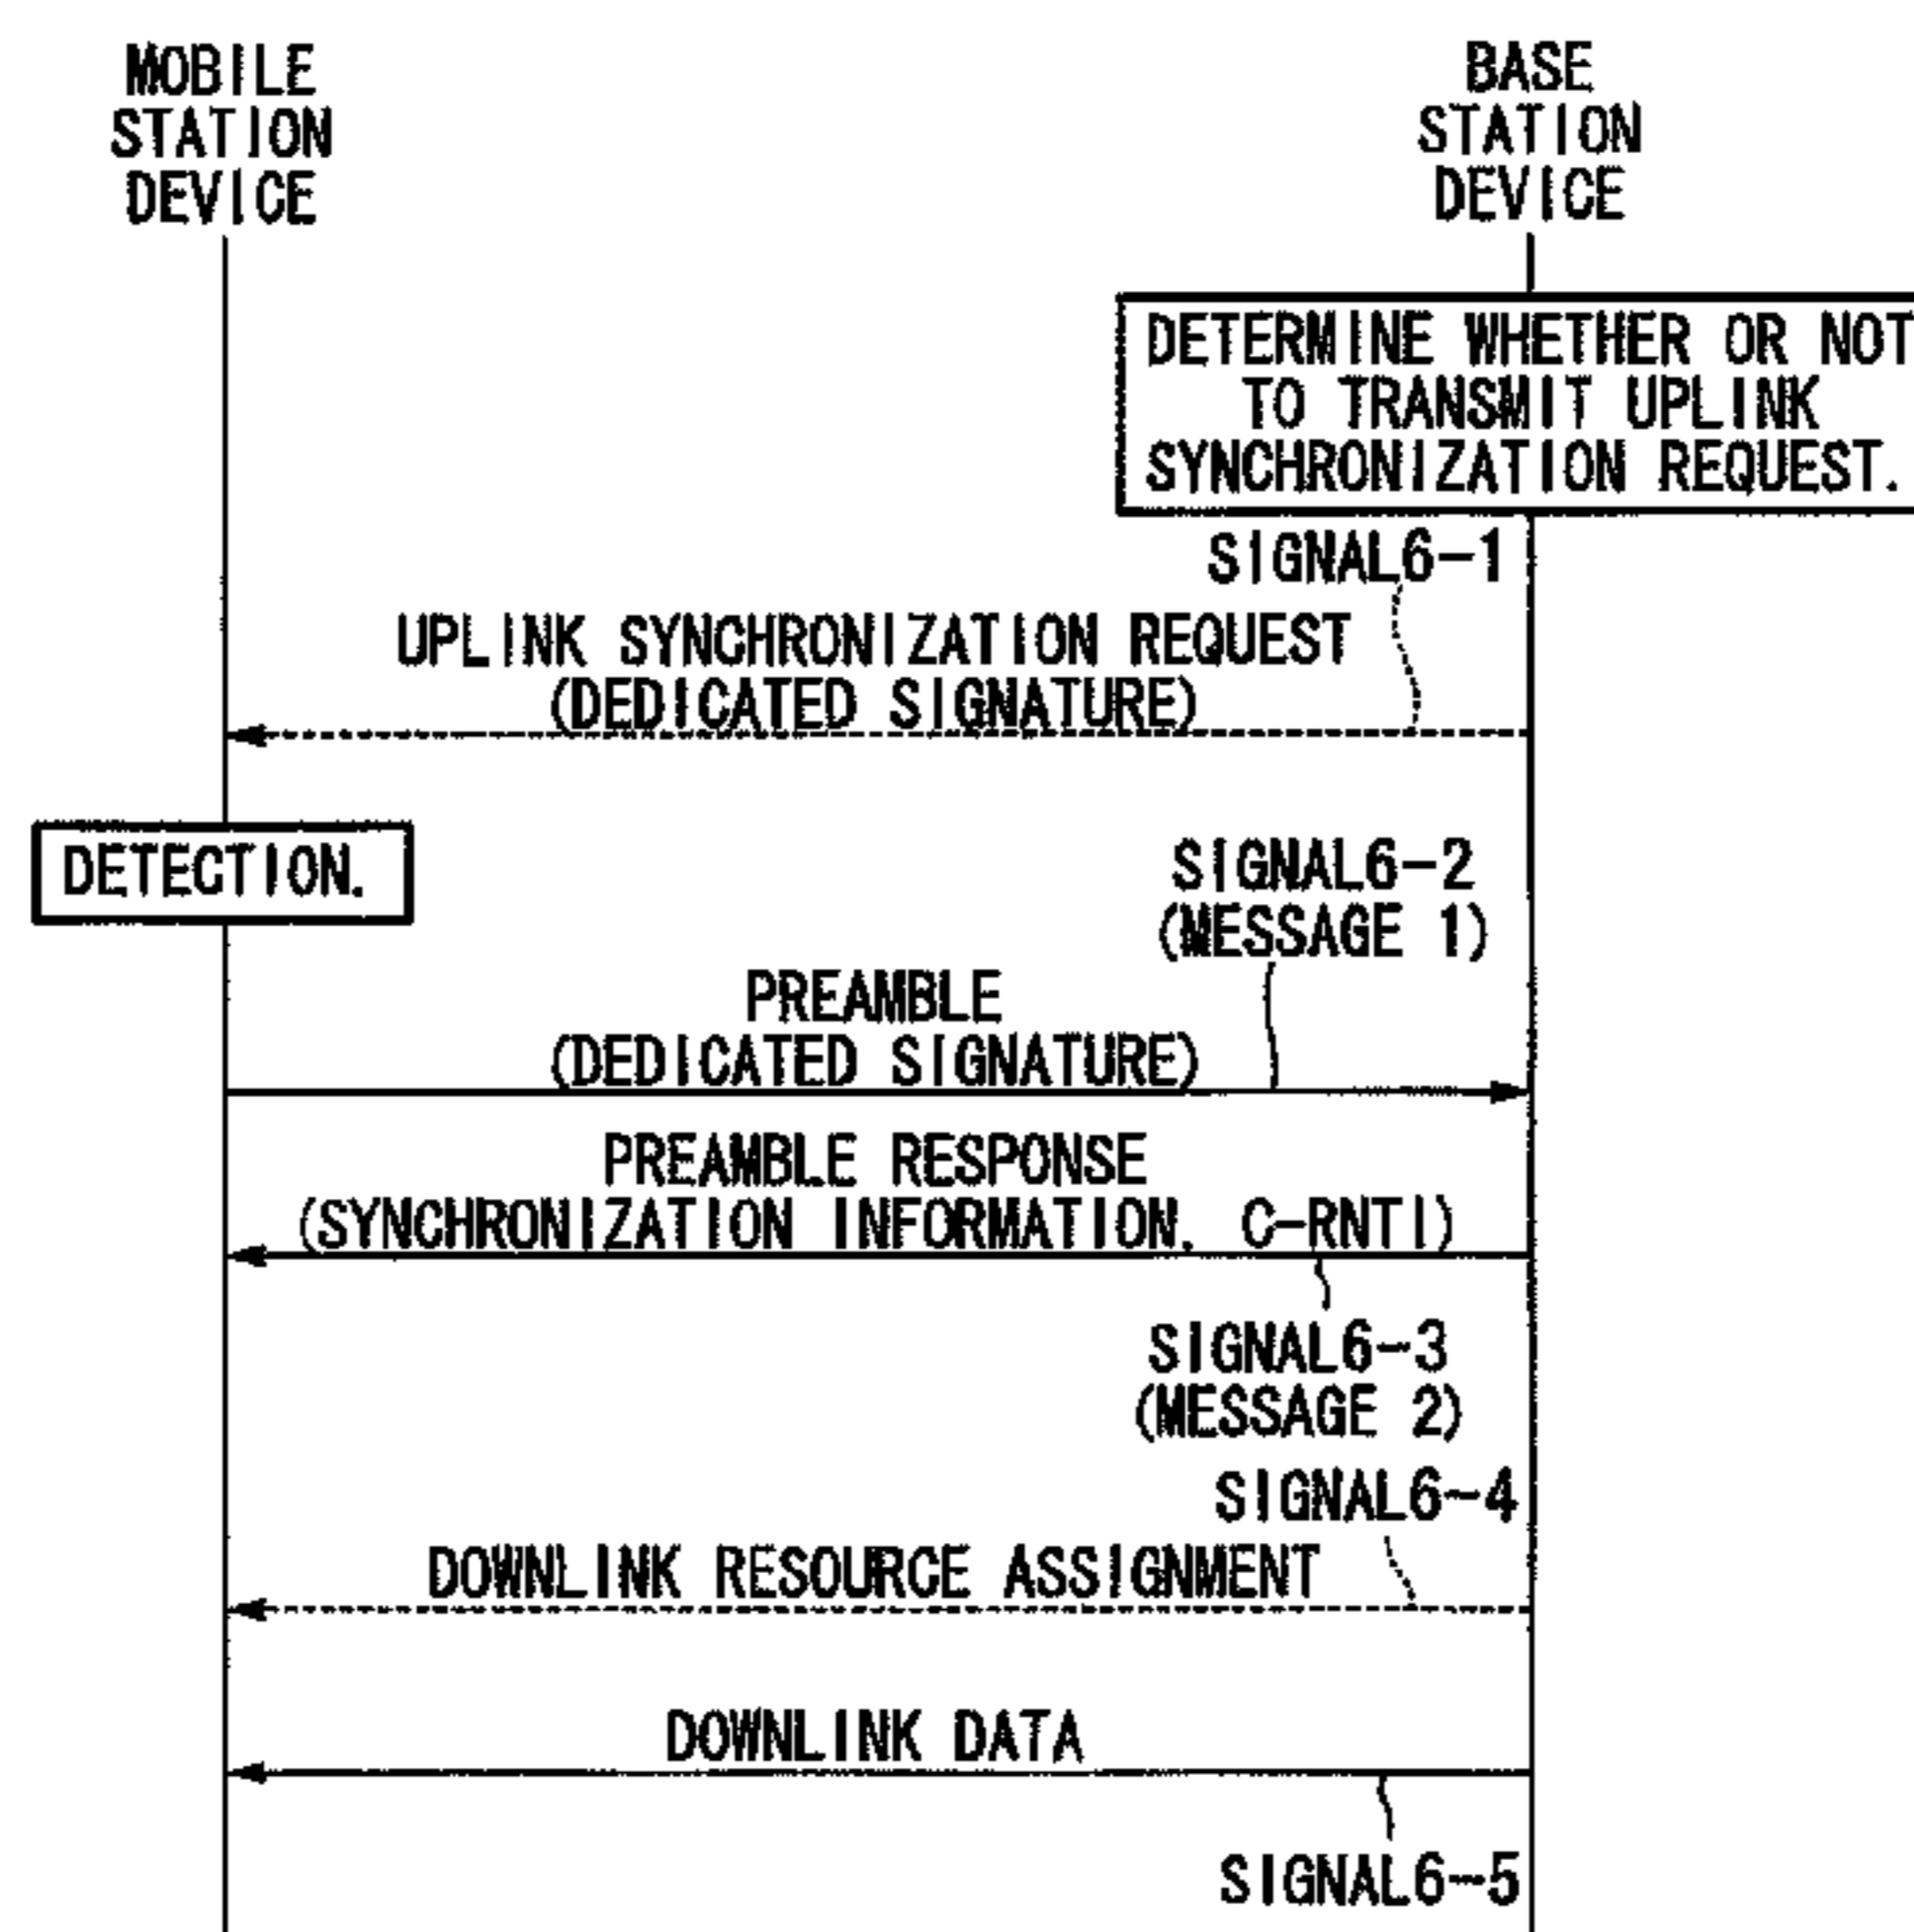 MOBILE
STATION
DEVICE
BASE
STATION
DEVICE
DETERMINE WHETHER OR NOT
TO TRANSMIT UPLINK
SYNCHRONIZATION REQUEST.
SIGNAL6-1
UPLINK SYNCHRONIZATION REQUEST
(DEDICATED SIGNATURE)
DETECTION.
SIGNAL6-2
(MESSAGE 1)
PREAMBLE
(DEDICATED SIGNATURE)
PREAMBLE RESPONSE
(SYNCHRONIZATION INFORMATION. C-RNTI)
SIGNAL6-3
(MESSAGE 2)
SIGNAL6-4
DOWNLINK RESOURCE ASSIGNMENT
DOWNLINK DATA
SIGNAL6-5